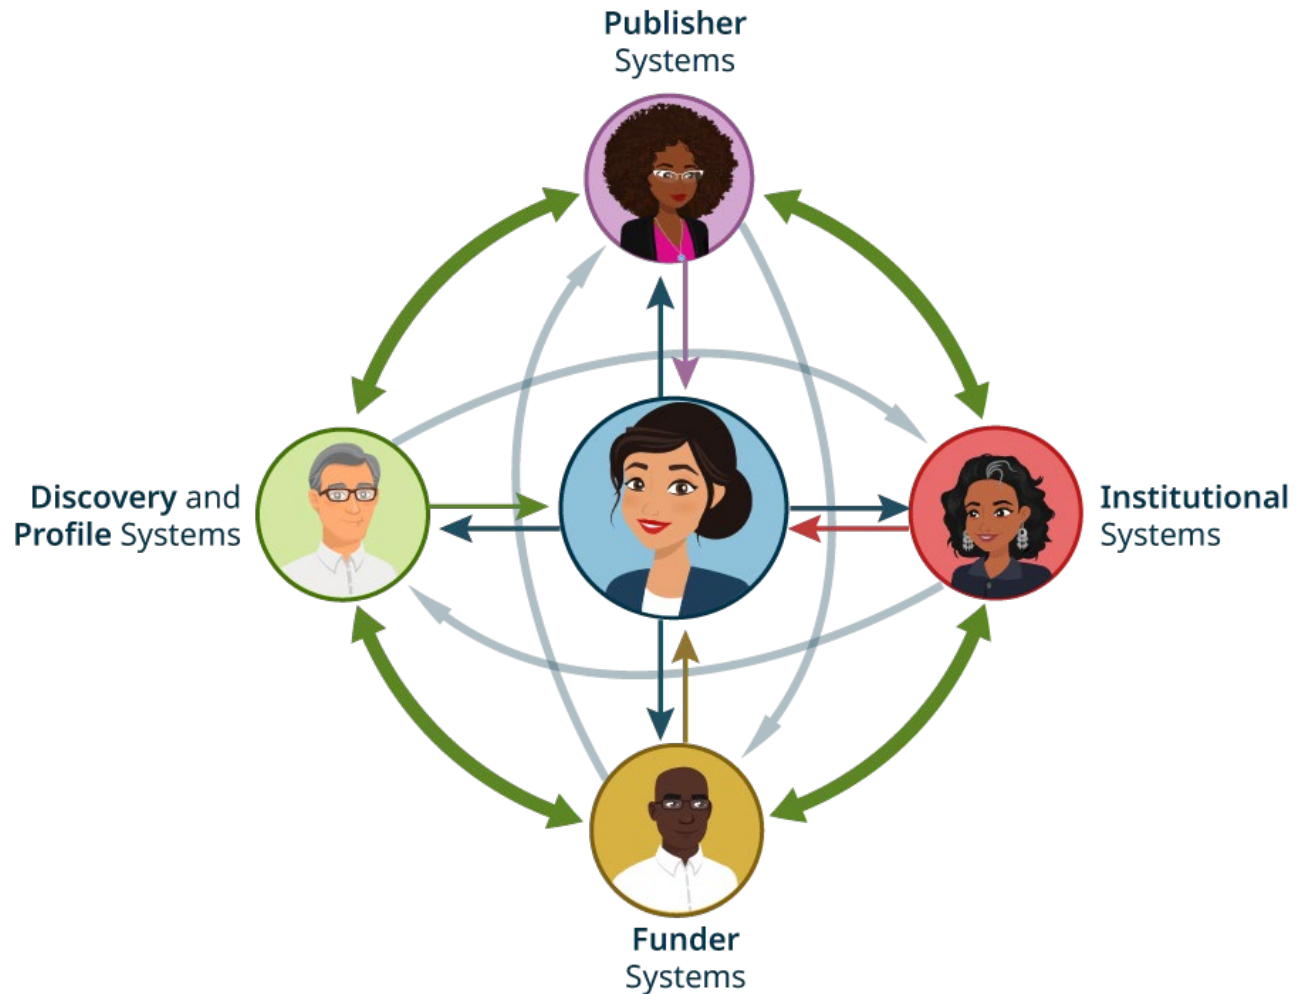 Publisher
Systems
Discovery and
Profile Systems
Institutional
Systems
Funder
Systems